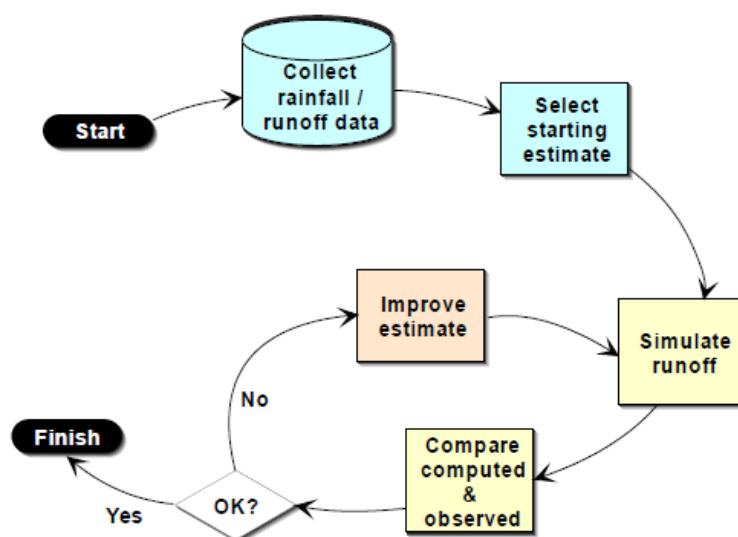 Start
Collect
rainfall /
runoff data
Select
starting
estimate
Simulate
runoff
Compare
computed
&
observed
OK?
No
Improve
estimate
Yes
Finish